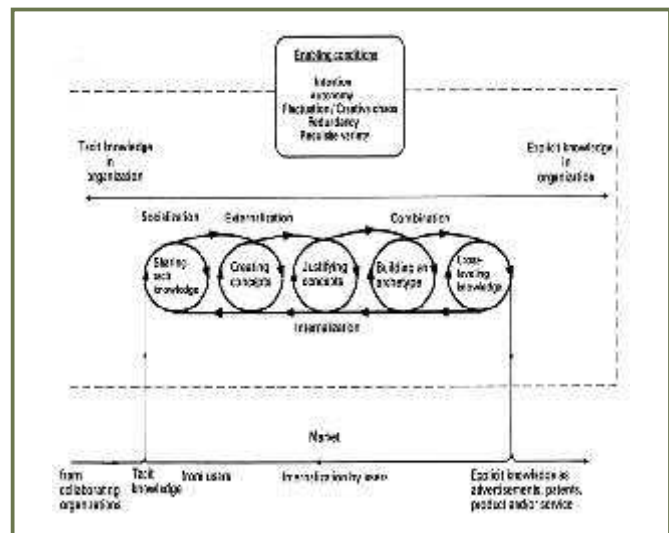 Enabling conditions
Intention
Autonomy
Fluctuation/Creative chaos
Redundancy
Requisite variety
Tacit knowledge
in
organization
Explicit knowledge
in
organization
Socialization
Externalization
Combination
Sharing
tacit
knowledge
Creating
concepts
Justifying
concepts
Building an
archetype
Cross-
leveling
knowledge
Internalization
Market
from
collaborating
organizations
Tacit
knowledge
from users
Internalization by users
Explicit knowledge as
advertisements, patents,
product and/or service